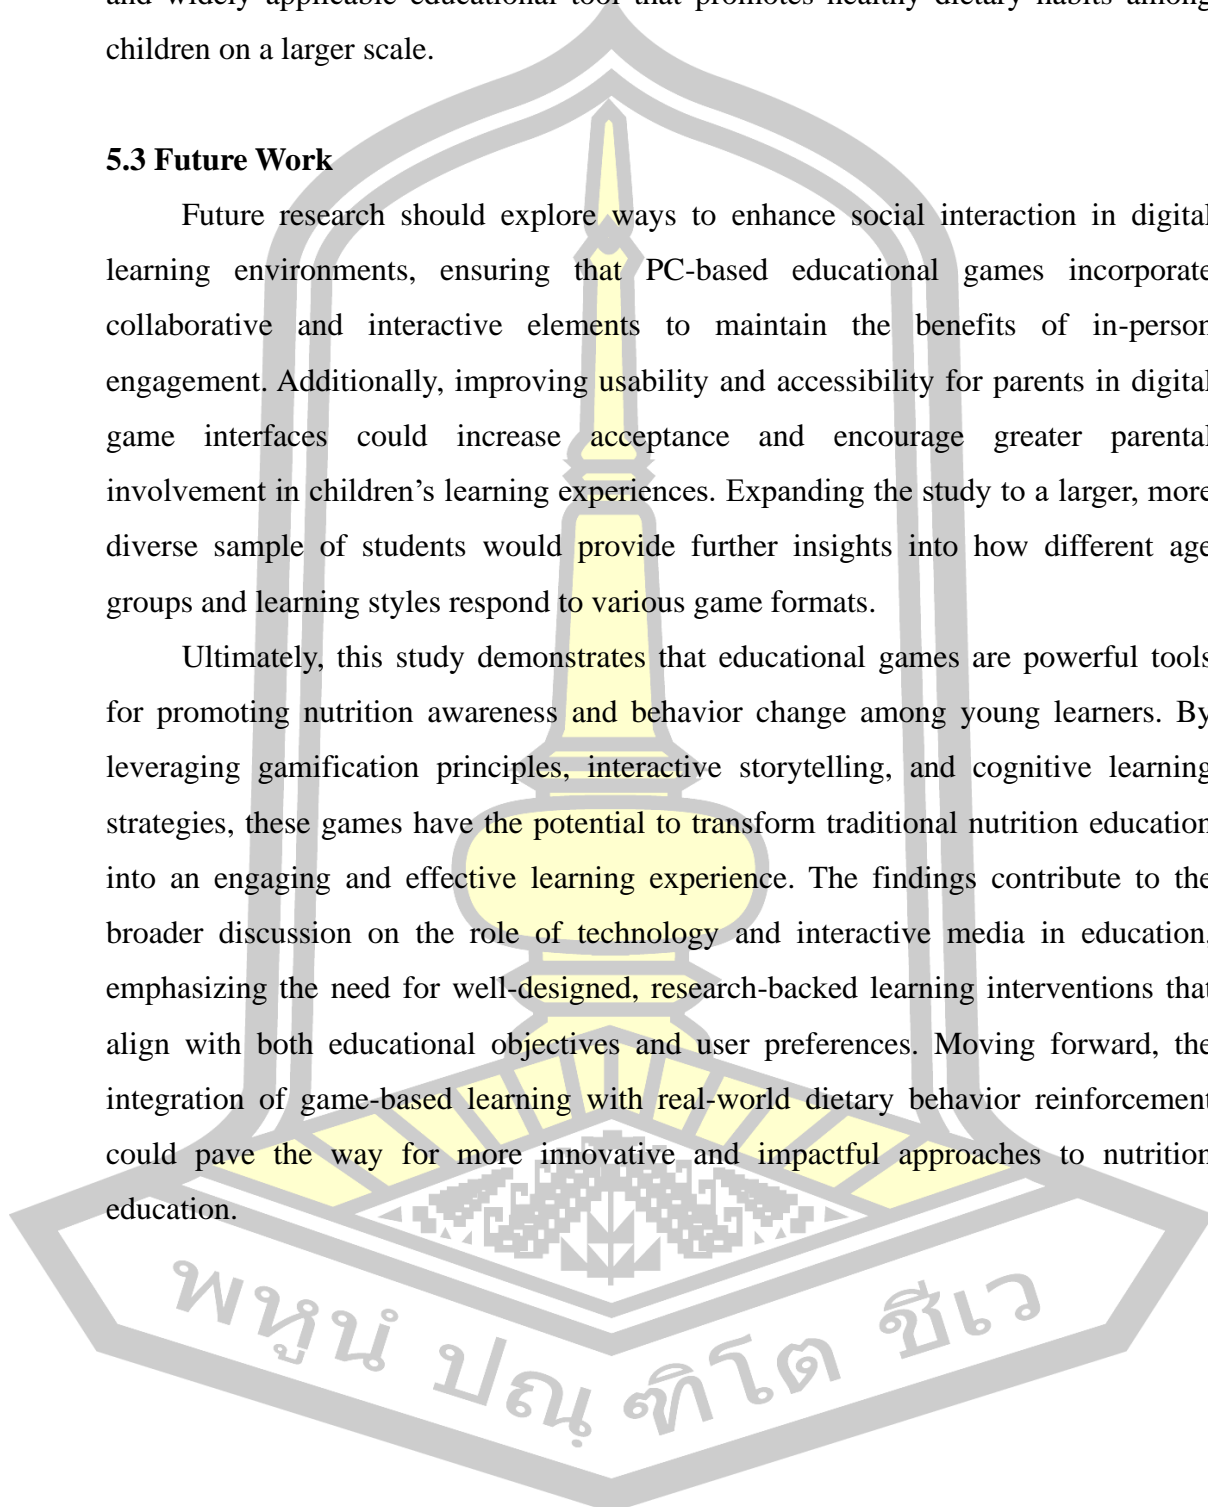 and widely applicable educational tool that promotes healthy dietary habits among
children on a larger scale.
5.3 Future Work
Future research should explore ways to enhance social interaction in digital
learning environments, ensuring that PC-based educational games incorporate
collaborative and interactive elements to maintain the benefits of in-person
engagement. Additionally, improving usability and accessibility for parents in digital
game interfaces could increase acceptance and encourage greater parental
involvement in children’s learning experiences. Expanding the study to a larger, more
diverse sample of students would provide further insights into how different age
groups and learning styles respond to various game formats.
Ultimately, this study demonstrates that educational games are powerful tools
for promoting nutrition awareness and behavior change among young learners. By
leveraging gamification principles, interactive storytelling, and cognitive learning
strategies, these games have the potential to transform traditional nutrition education
into an engaging and effective learning experience. The findings contribute to the
broader discussion on the role of technology and interactive media in education,
emphasizing the need for well-designed, research-backed learning interventions that
align with both educational objectives and user preferences. Moving forward, the
integration of game-based learning with real-world dietary behavior reinforcement
could pave the way for more innovative and impactful approaches to nutrition
education.
พหูนํ ปณฺฑิโต ชีเว